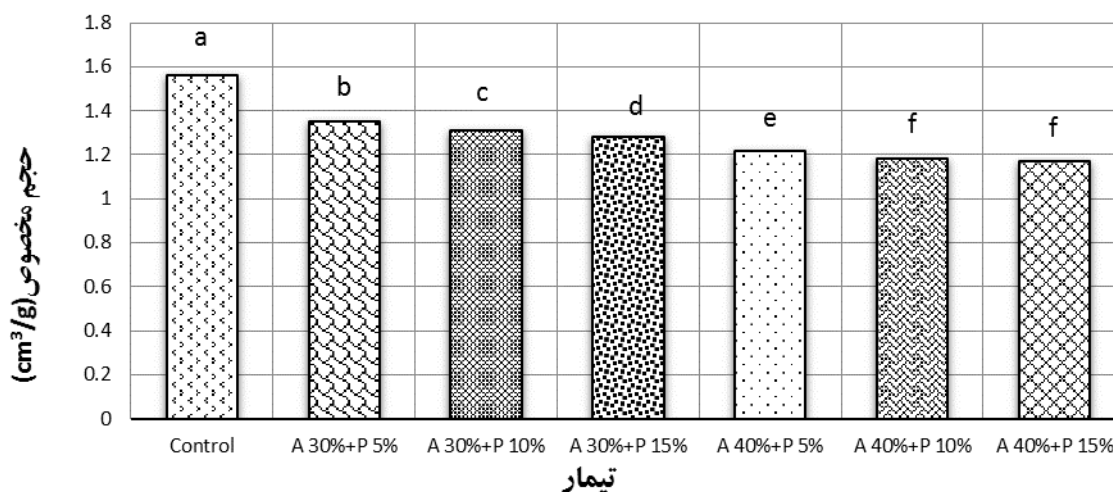 حجم مخصوص(cm³/g)
1.8
1.6
1.4
1.2
1
0.8
0.6
0.4
0.2
0
a
b
c
d
e
f
f
Control
A 30%+P 5%
A 30%+P 10%
A 30%+P 15%
A 40%+P 5%
A 40%+P 10%
A 40%+P 15%
تیمار